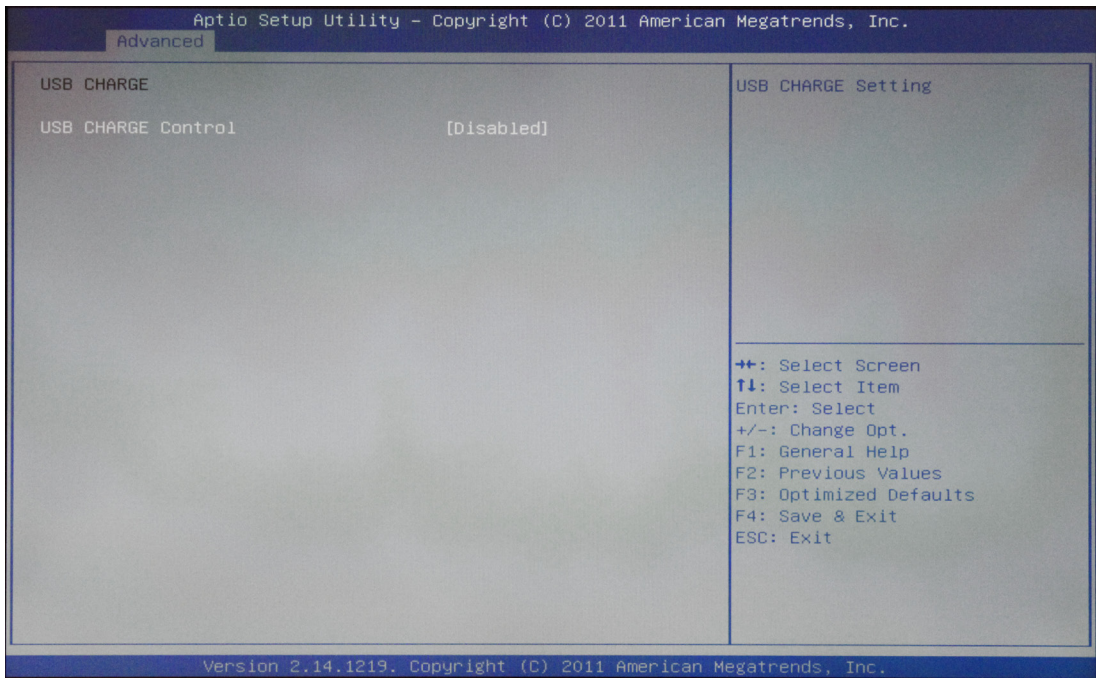 Aptio Setup Utility – Copyright (C) 2011 American Megatrends, Inc.
Advanced
USB CHARGE
USB CHARGE Control [Disabled]
USB CHARGE Setting
→←: Select Screen
↑↓: Select Item
Enter: Select
+/-: Change Opt.
F1: General Help
F2: Previous Values
F3: Optimized Defaults
F4: Save & Exit
ESC: Exit
Version 2.14.1219. Copyright (C) 2011 American Megatrends, Inc.